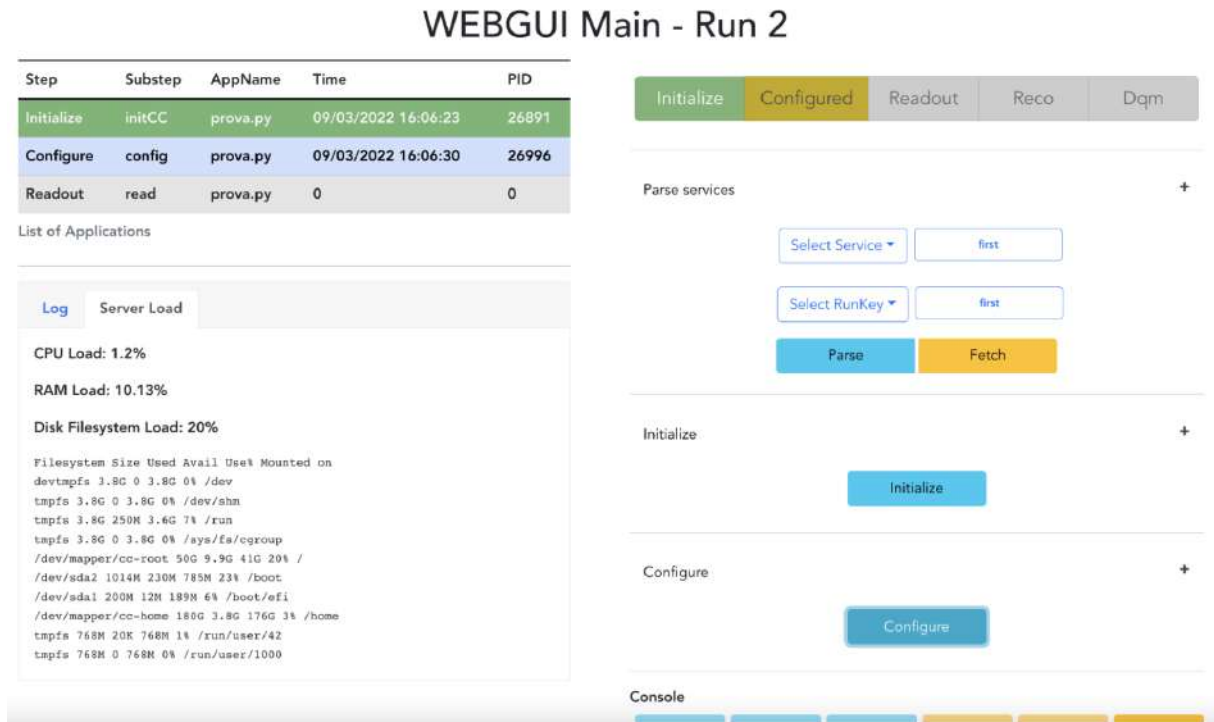 WEBGUI Main - Run 2
Step Substep AppName Time PID
Initialize initCC prova.py 09/03/2022 16:06:23 26891
Configure config prova.py 09/03/2022 16:06:30 26996
Readout read prova.py 0 0
List of Applications
Log Server Load
CPU Load: 1.2%
RAM Load: 10.13%
Disk Filesystem Load: 20%
Filesystem Size Used Avail Use% Mounted on
devtmpfs 3.8G 0 3.8G 0% /dev
tmpfs 3.8G 0 3.8G 0% /dev/shm
tmpfs 3.8G 250M 3.6G 7% /run
tmpfs 3.8G 0 3.8G 0% /sys/fs/cgroup
/dev/mapper/cc-root 50G 9.9G 41G 20% /
/dev/sda2 1014M 230M 785M 23% /boot
/dev/sda1 200M 12M 189M 6% /boot/efi
/dev/mapper/cc-home 180G 3.8G 176G 3% /home
tmpfs 768M 20K 768M 1% /run/user/42
tmpfs 768M 0 768M 0% /run/user/1000
Initialize Configured Readout Reco Dqm
Parse services +
Select Service first
Select RunKey first
Parse Fetch
Initialize +
Initialize
Configure +
Configure
Console